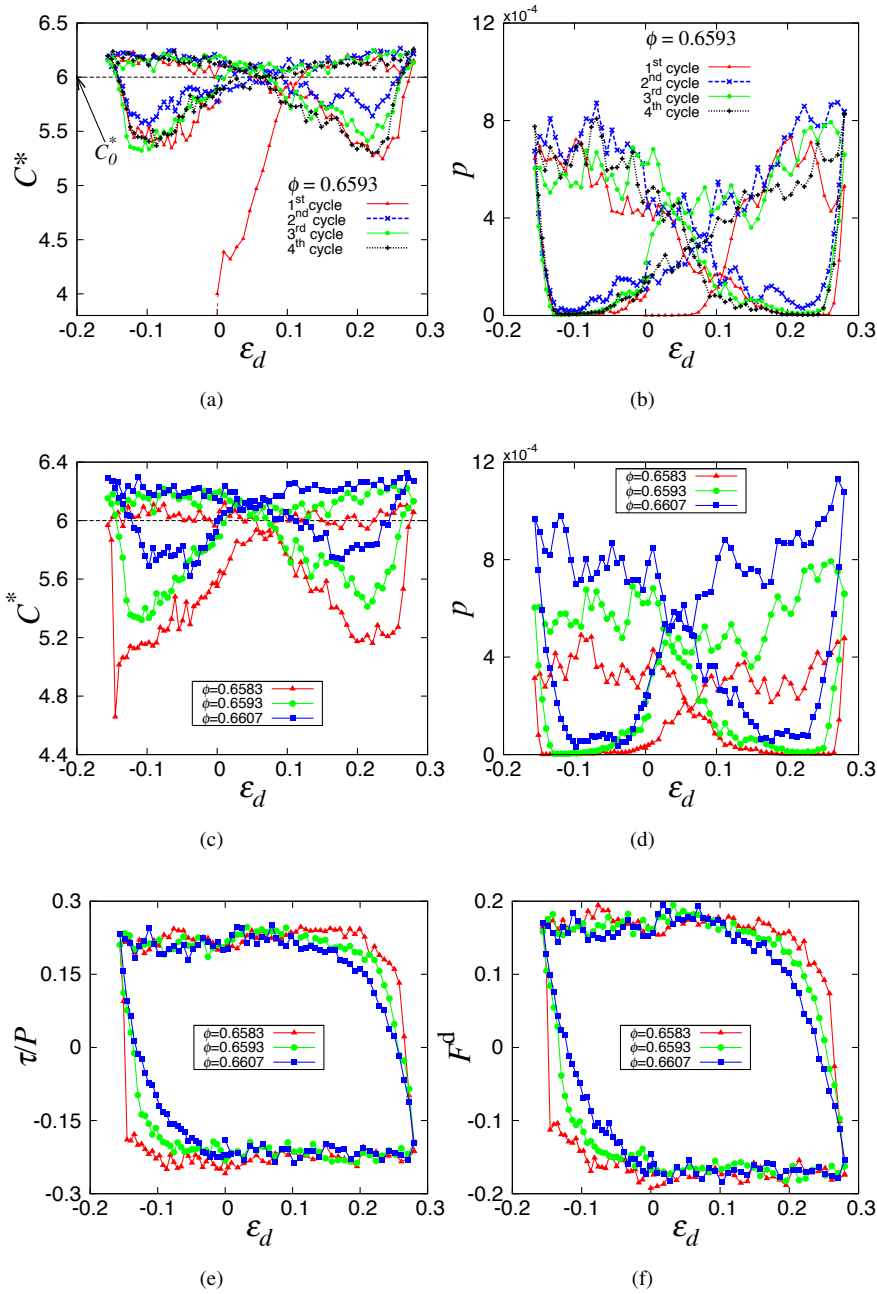 6.5
6
5.5
5
4.5
4
C*
C*0
ϕ = 0.6593
1st cycle
2nd cycle
3rd cycle
4th cycle
-0.2 -0.1 0 0.1 0.2 0.3
εd
(a)
x10-4
12
8
4
0
p
ϕ = 0.6593
1st cycle
2nd cycle
3rd cycle
3th cycle
-0.2 -0.1 0 0.1 0.2 0.3
εd
(b)
6.4
6
5.6
5.2
4.8
4.4
C*
ϕ=0.6583
ϕ=0.6593
ϕ=0.6607
-0.2 -0.1 0 0.1 0.2 0.3
εd
(c)
x10-4
12
8
4
0
p
ϕ=0.6583
ϕ=0.6593
ϕ=0.6607
-0.2 -0.1 0 0.1 0.2 0.3
εd
(d)
0.3
0.15
0
-0.15
-0.3
τ/P
ϕ=0.6583
ϕ=0.6593
ϕ=0.6607
-0.2 -0.1 0 0.1 0.2 0.3
εd
(e)
0.2
0.1
0
-0.1
-0.2
Fd
ϕ=0.6583
ϕ=0.6593
ϕ=0.6607
-0.2 -0.1 0 0.1 0.2 0.3
εd
(f)